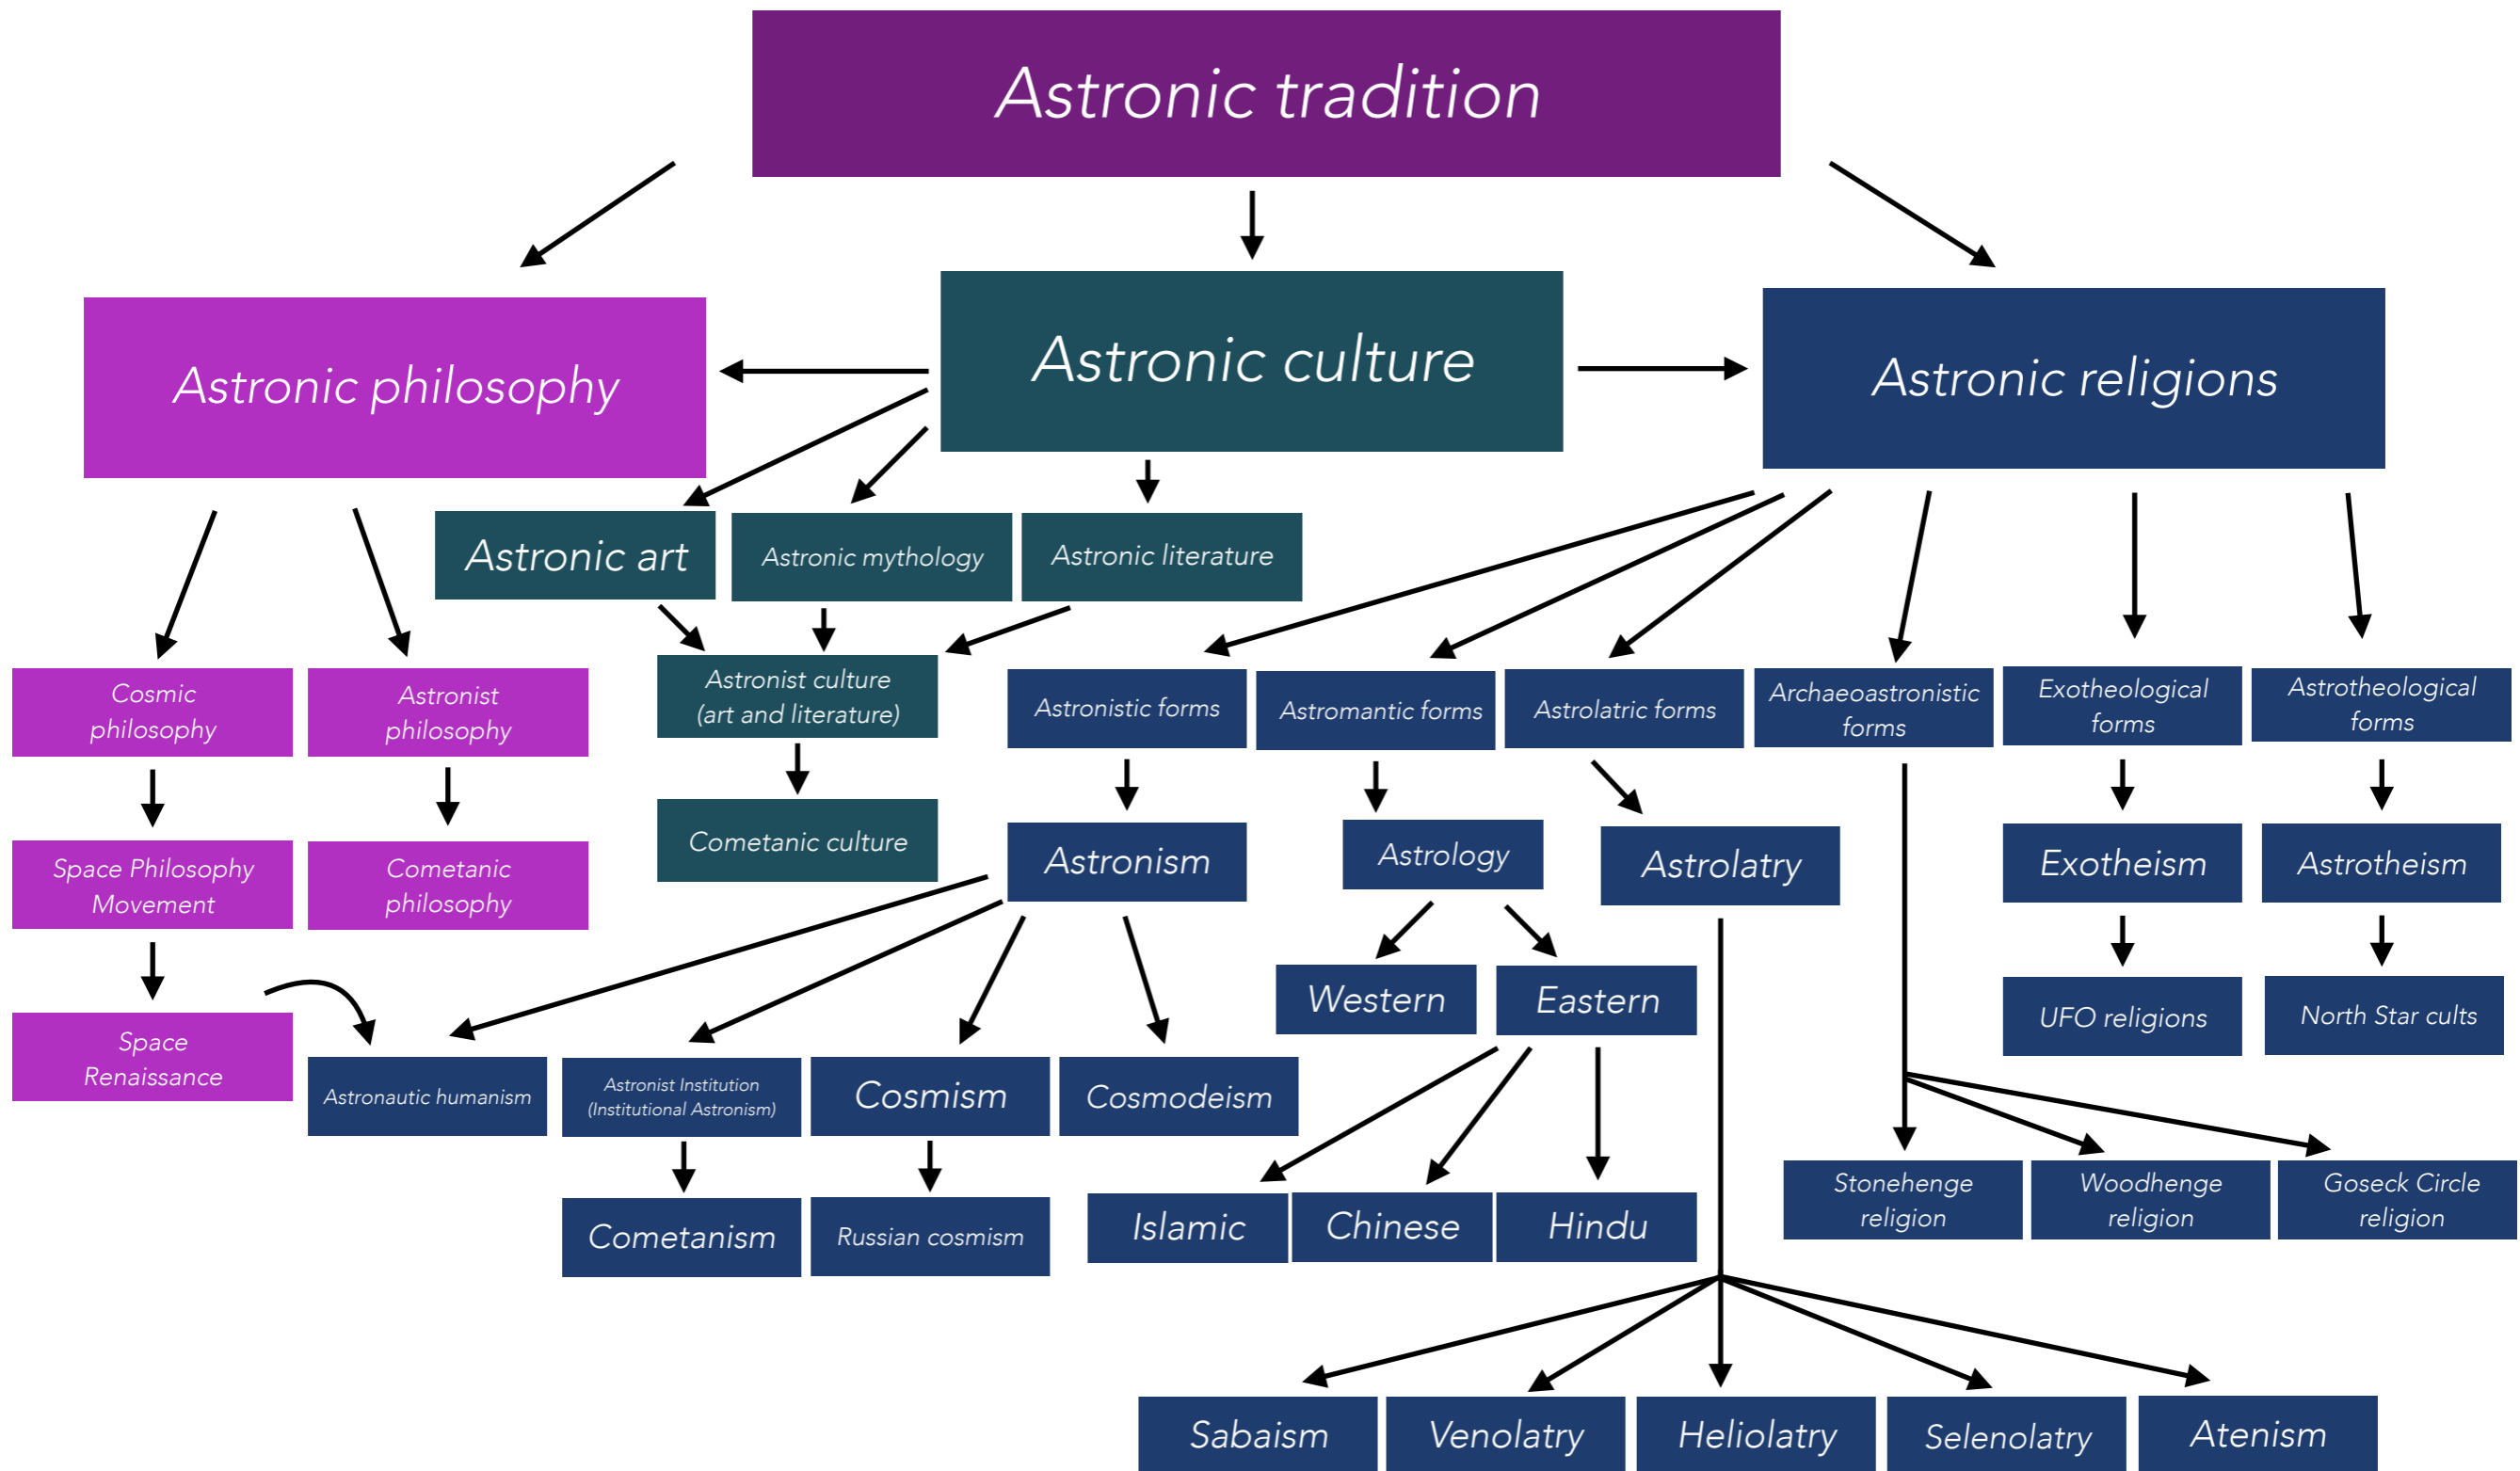 Astronic tradition
Astronic philosophy
Astronic culture
Astronic religions
Astronic art
Astronic mythology
Astronic literature
Cosmic
philosophy
Astronist
philosophy
Astronist culture
(art and literature)
Astronistic forms
Astromantic forms
Astrolatric forms
Archaeoastronistic
forms
Exotheological
forms
Astrotheological
forms
Space Philosophy
Movement
Cometanic
philosophy
Cometanic culture
Astronism
Astrology
Astrolatry
Exotheism
Astrotheism
Western
Eastern
UFO religions
North Star cults
Space
Renaissance
Astronautic humanism
Astronist Institution
(Institutional Astronism)
Cosmism
Cosmodeism
Cometanism
Russian cosmism
Islamic
Chinese
Hindu
Stonehenge
religion
Woodhenge
religion
Goseck Circle
religion
Sabaism
Venolatry
Heliolatry
Selenolatry
Atenism